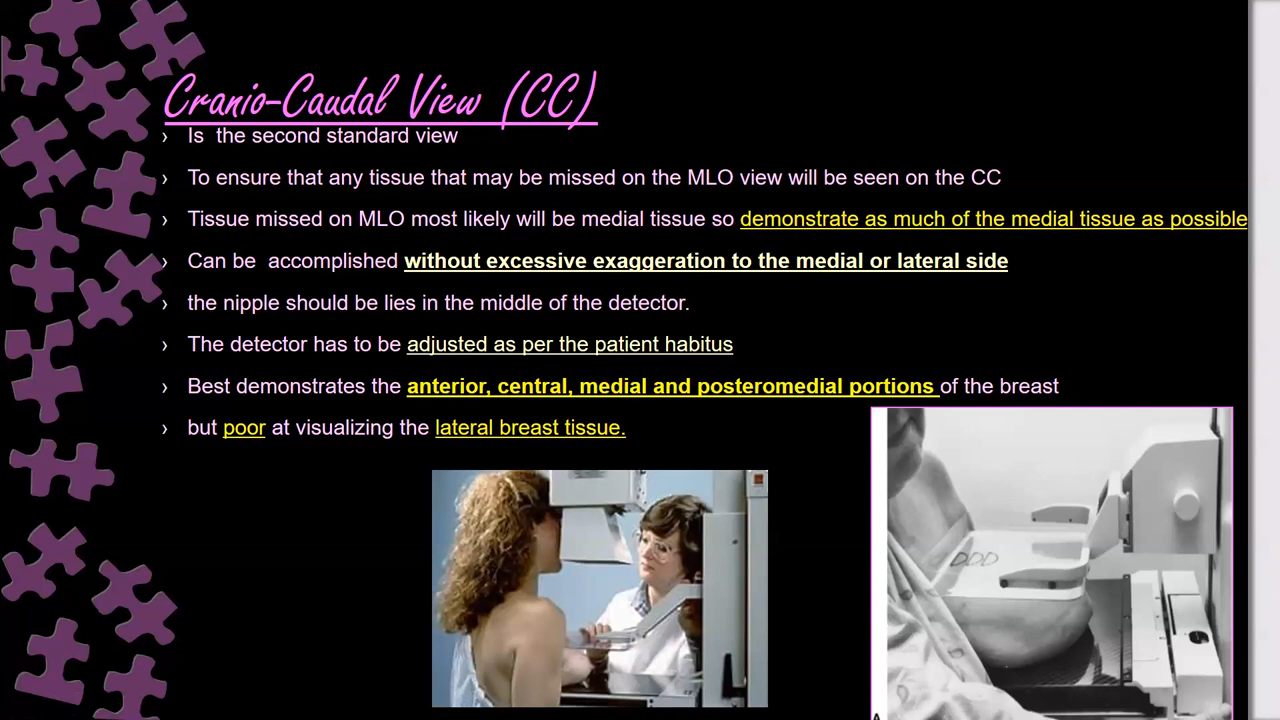 Cranio-Caudal View (CC)
› Is the second standard view
› To ensure that any tissue that may be missed on the MLO view will be seen on the CC
› Tissue missed on MLO most likely will be medial tissue so demonstrate as much of the medial tissue as possible
› Can be accomplished without excessive exaggeration to the medial or lateral side
› the nipple should be lies in the middle of the detector.
› The detector has to be adjusted as per the patient habitus
› Best demonstrates the anterior, central, medial and posteromedial portions of the breast
› but poor at visualizing the lateral breast tissue.
DDD
A